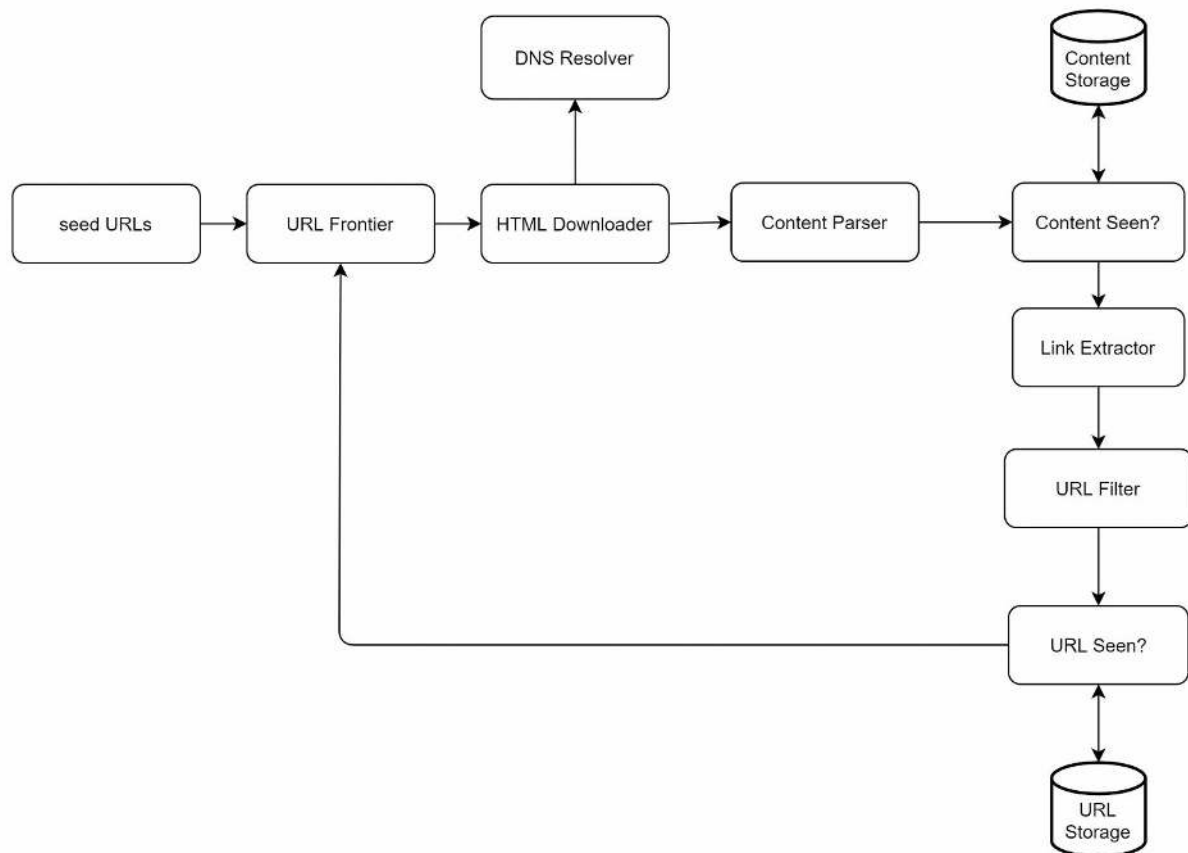 DNS Resolver
Content
Storage
seed URLs
URL Frontier
HTML Downloader
Content Parser
Content Seen?
Link Extractor
URL Filter
URL Seen?
URL
Storage